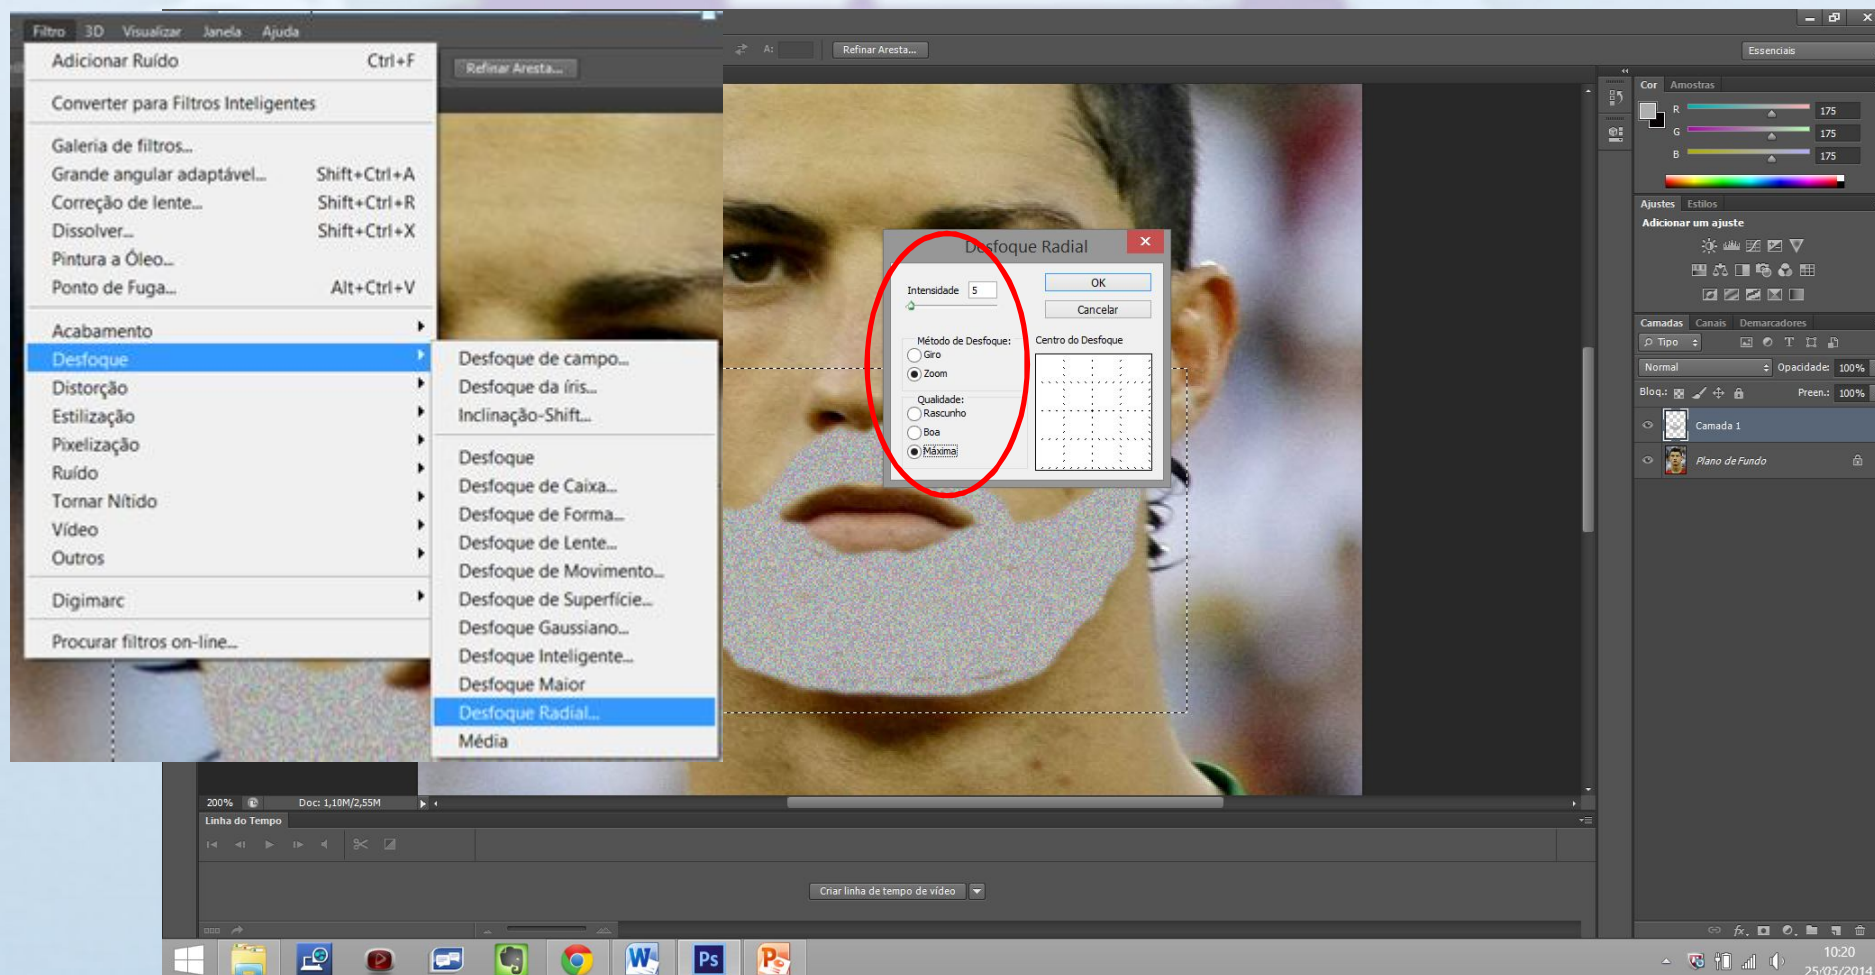 Filtro 3D Visualizar Janela Ajuda
Adicionar Ruído Ctrl+F
Converter para Filtros Inteligentes
Galeria de filtros...
Grande angular adaptável... Shift+Ctrl+A
Correção de lente... Shift+Ctrl+R
Dissolver... Shift+Ctrl+X
Pintura a Óleo...
Ponto de Fuga... Alt+Ctrl+V
Acabamento
Desfoque
Distorção
Estilização
Pixelização
Ruído
Tornar Nítido
Vídeo
Outros
Digimarc
Procurar filtros on-line...
Refinar Aresta...
Desfoque de campo...
Desfoque da íris...
Inclinação-Shift...
Desfoque
Desfoque de Caixa...
Desfoque de Forma...
Desfoque de Lente...
Desfoque de Movimento...
Desfoque de Superfície...
Desfoque Gaussiano...
Desfoque Inteligente...
Desfoque Maior
Desfoque Radial...
Média
A: Refinar Aresta...
Essenciais
Desfoque Radial
Intensidade 5
OK
Cancelar
Método de Desfoque:
Giro
Zoom
Qualidade:
Rascunho
Boa
Máxima
Centro do Desfoque
Cor Amostras
R 175
G 175
B 175
Ajustes Estilos
Adicionar um ajuste
Camadas Canais Demarcadores
Tipo T
Normal Opacidade: 100%
Bloq.: Preen.: 100%
Camada 1
Plano de Fundo
fx.
200% Doc: 1,10M/2,55M
Linha do Tempo
Criar linha de tempo de vídeo
W Ps P
10:20
25/05/2014